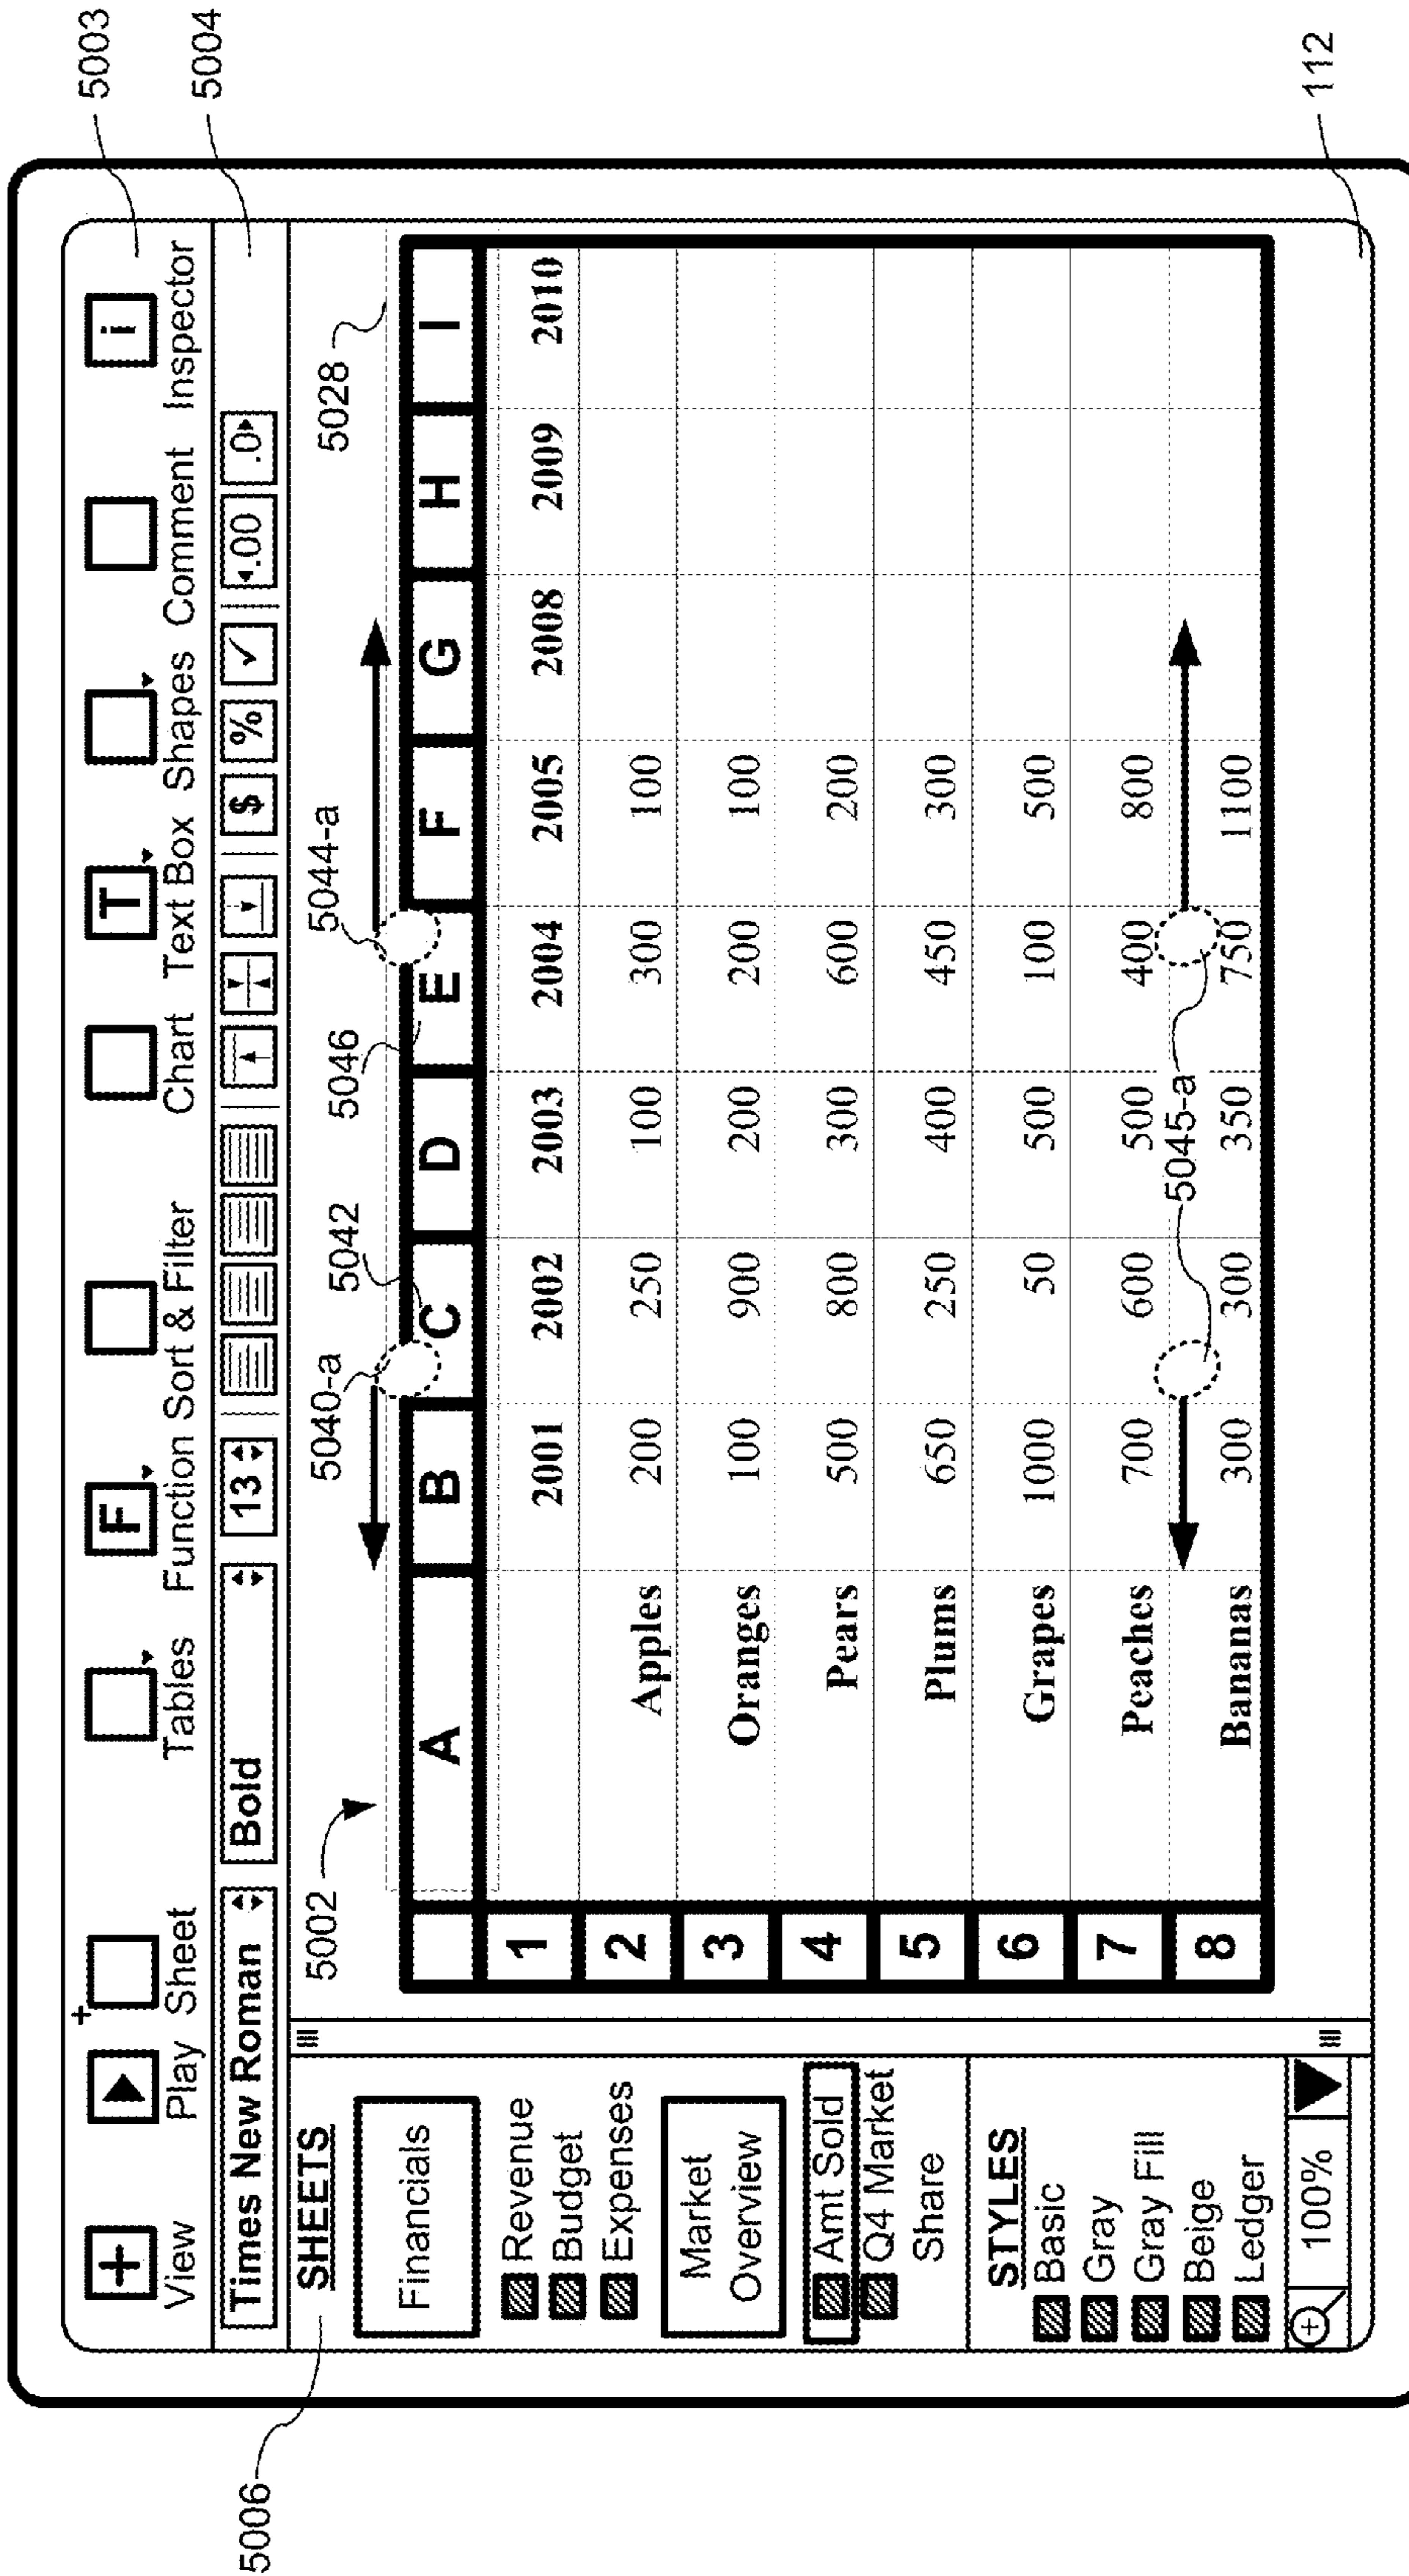 5003
View Play Sheet Tables Function Sort & Filter Chart Text Box Shapes Comment Inspector
+ + F T i
5004
Times New Roman Bold 13 $ % ✓ .00 .0
5006
SHEETS
Financials
Revenue
Budget
Expenses
Market
Overview
Amt Sold
Q4 Market
Share
STYLES
Basic
Gray
Gray Fill
Beige
Ledger
100%
5002 5040-a 5042 5046 5044-a 5028
A B C D E F G H I
1 2001 2002 2003 2004 2005 2008 2009 2010
2 Apples 200 250 100 300 100
3 Oranges 100 900 200 200 100
4 Pears 500 800 300 600 200
5 Plums 650 250 400 450 300
6 Grapes 1000 50 500 100 500
7 Peaches 700 600 500 400 800
5045-a
8 Bananas 300 300 350 750 1100
112